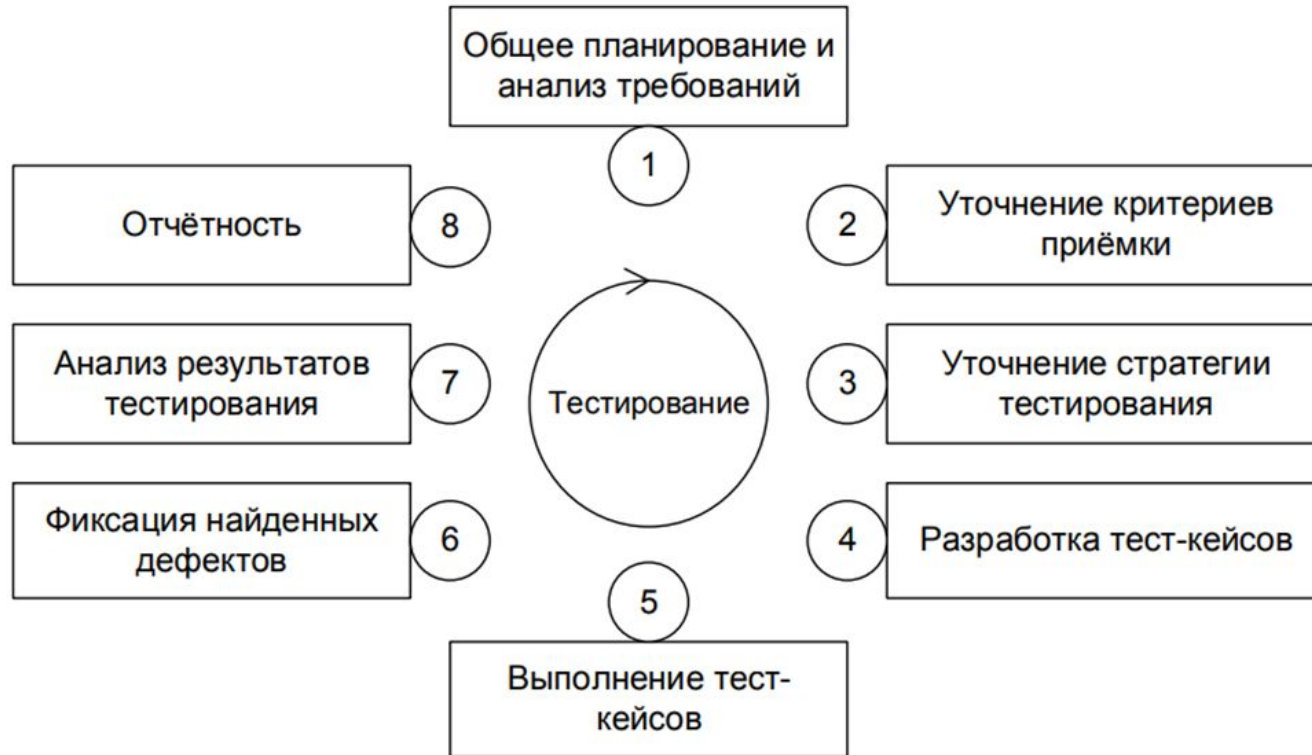 Общее планирование и
анализ требований
1
2
Уточнение критериев
приёмки
3
Уточнение стратегии
тестирования
4
Разработка тест-кейсов
5
Выполнение тест-
кейсов
6
Фиксация найденных
дефектов
7
Анализ результатов
тестирования
8
Отчётность
Тестирование